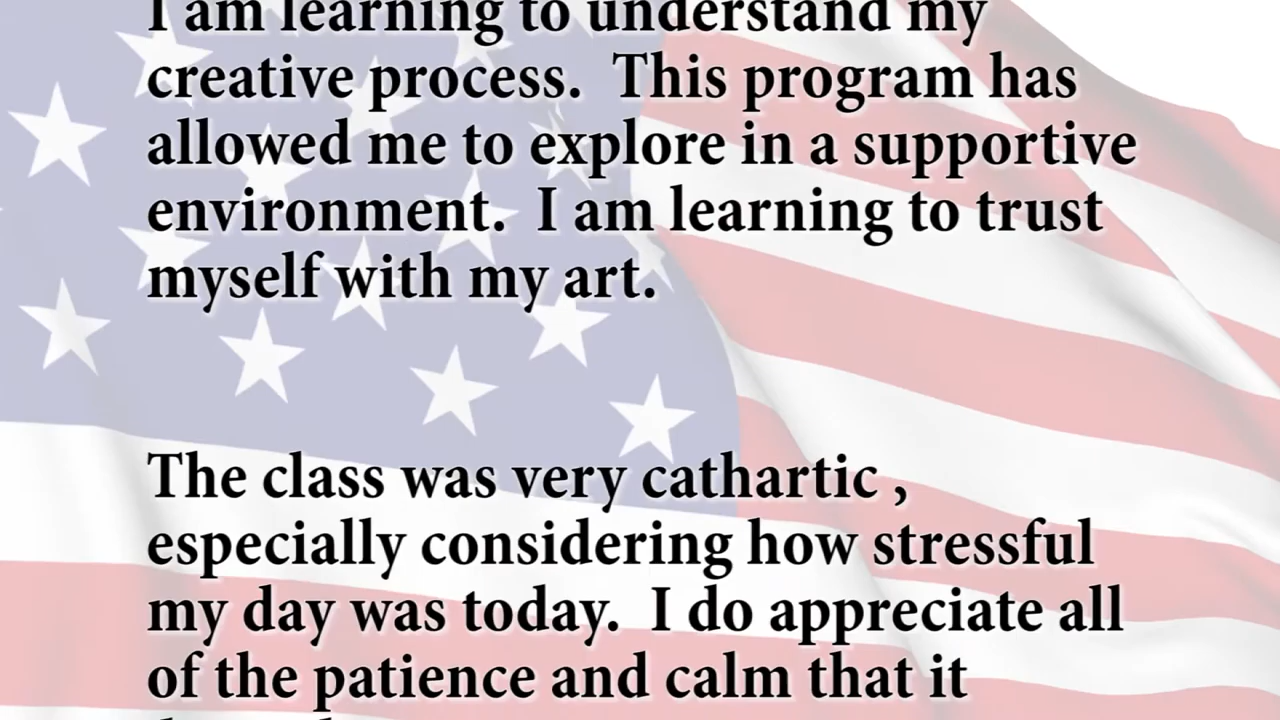 I am learning to understand my
creative process.  This program has
allowed me to explore in a supportive
environment.  I am learning to trust
myself with my art.
The class was very cathartic ,
especially considering how stressful
my day was today.  I do appreciate all
of the patience and calm that it